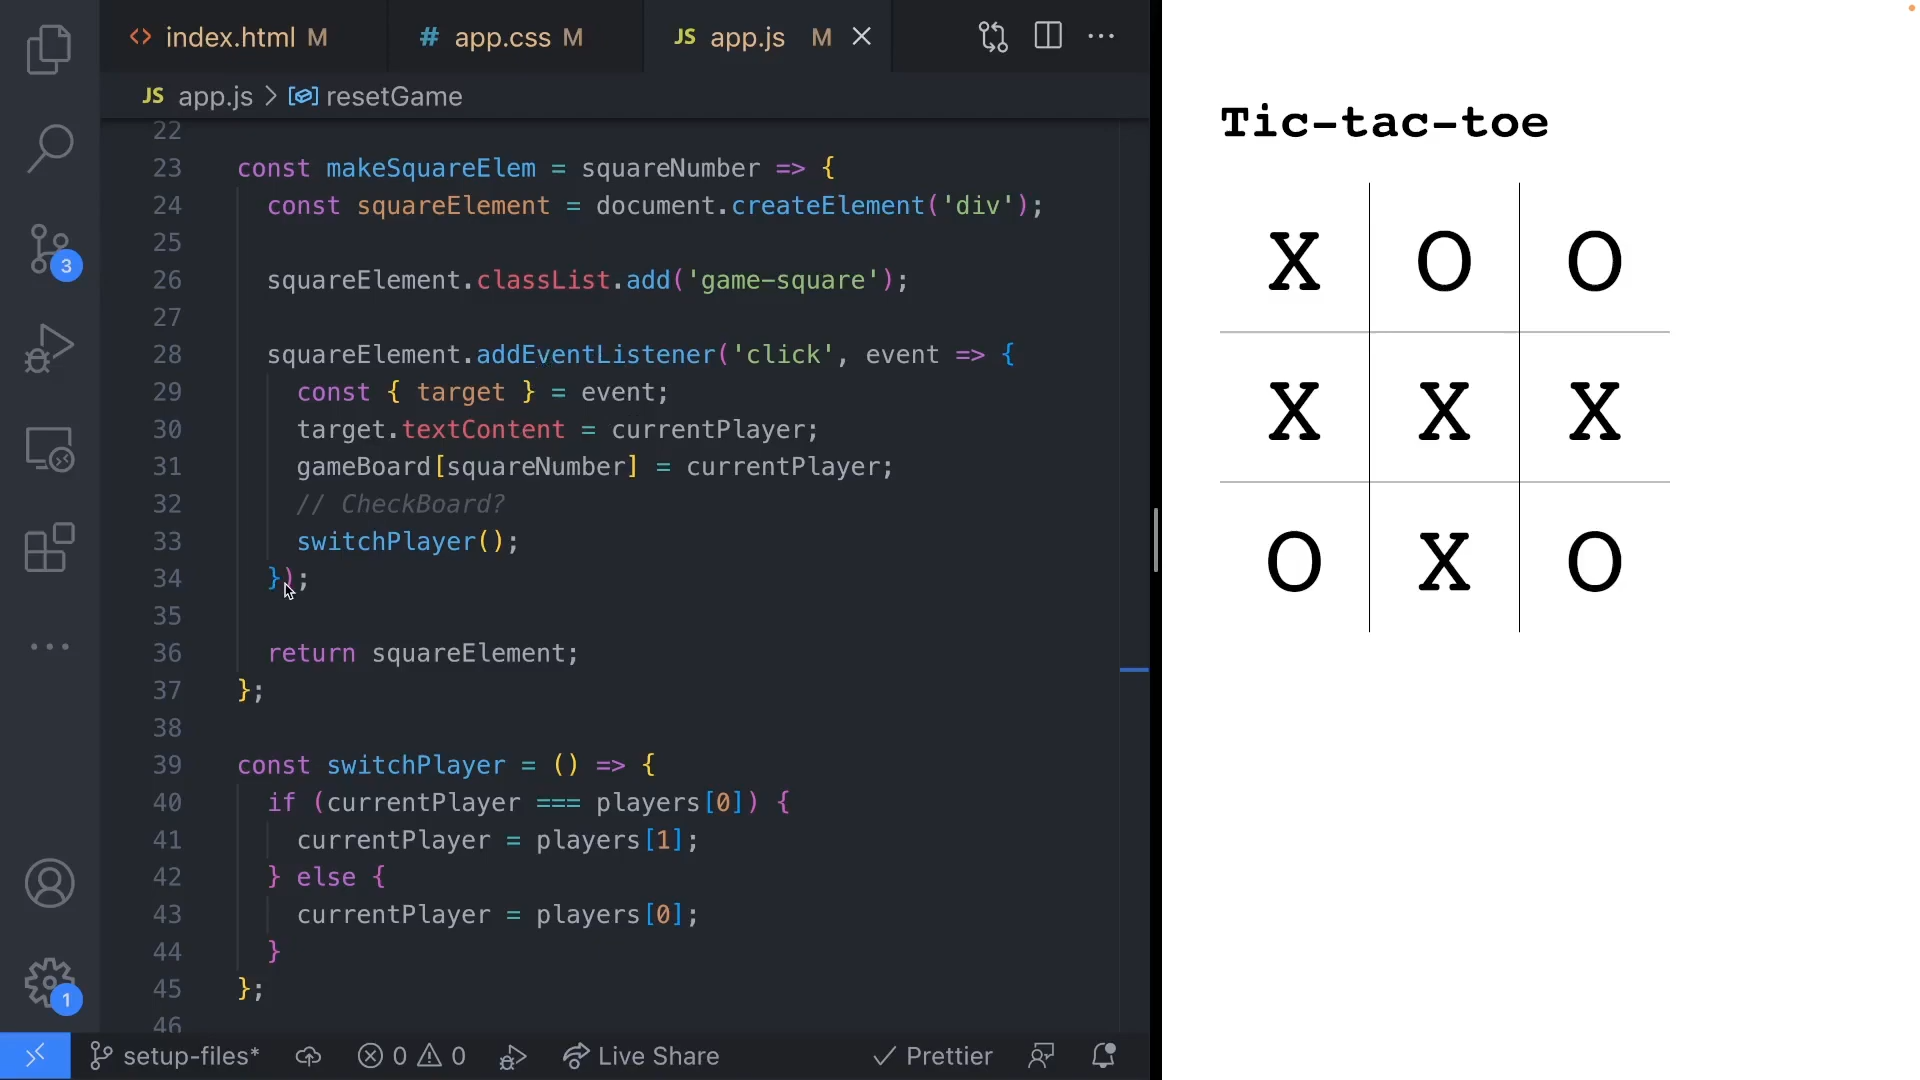 <> index.html M # app.css M JS app.js M
JS app.js > resetGame
22
23 const makeSquareElem = squareNumber => {
24 const squareElement = document.createElement('div');
25
26 squareElement.classList.add('game-square');
27
28 squareElement.addEventListener('click', event => {
29 const { target } = event;
30 target.textContent = currentPlayer;
31 gameBoard[squareNumber] = currentPlayer;
32 // CheckBoard?
33 switchPlayer();
34 });
35
36 return squareElement;
37 };
38
39 const switchPlayer = () => {
40 if (currentPlayer === players[0]) {
41 currentPlayer = players[1];
42 } else {
43 currentPlayer = players[0];
44 }
45 };
46
3
1
setup-files* 0 0 Live Share Prettier
Tic-tac-toe
X O O
X X X
O X O